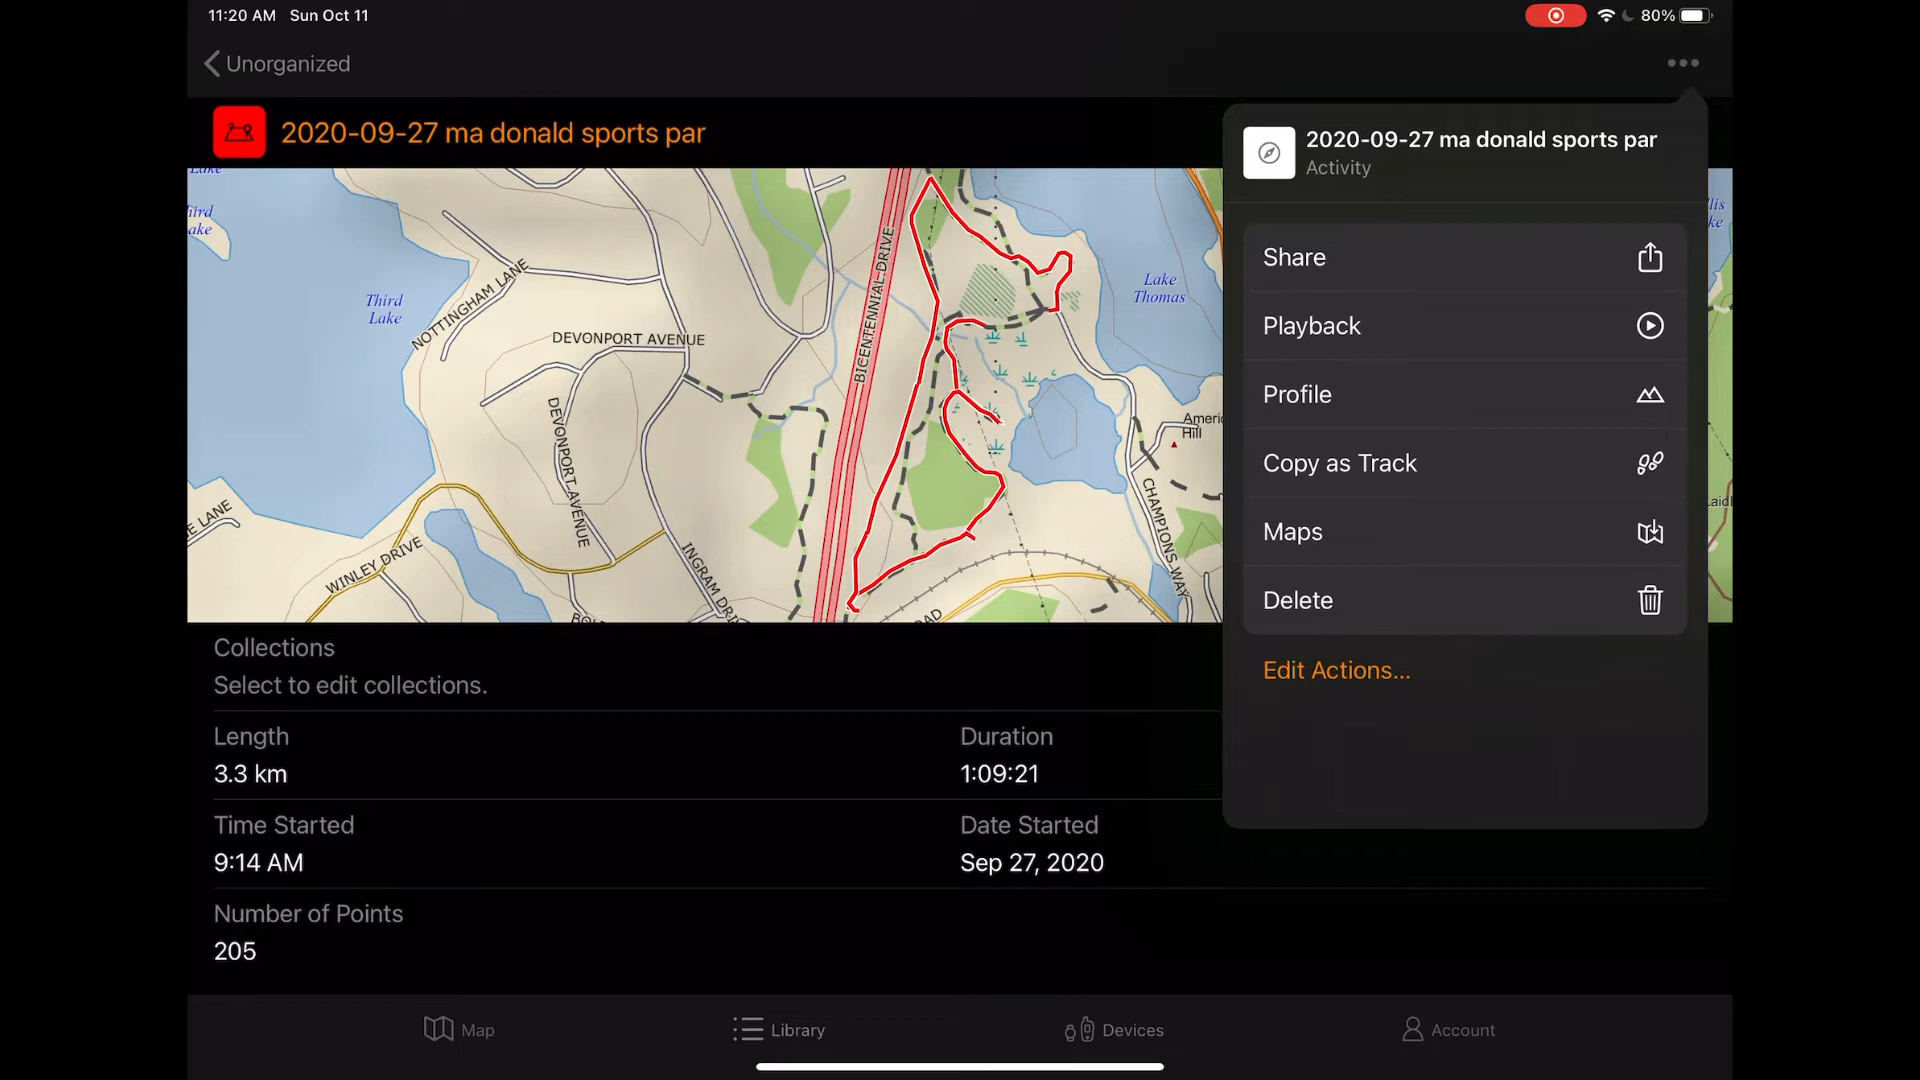 11:20 AM Sun Oct 11
80%
Unorganized
2020-09-27 ma donald sports par
2020-09-27 ma donald sports par
Activity
Share
Playback
Profile
Copy as Track
Maps
Delete
Edit Actions...
Lake
Third
Lake
NOTTINGHAM LANE
DEVONPORT AVENUE
DEVONPORT AVENUE
BICENTENNIAL DRIVE
Lake
Thomas
Hill
CHAMPIONS WAY
LANE
WINLEY DRIVE
Collections
Select to edit collections.
Length
3.3 km
Duration
1:09:21
Time Started
9:14 AM
Date Started
Sep 27, 2020
Number of Points
205
Map
Library
Devices
Account